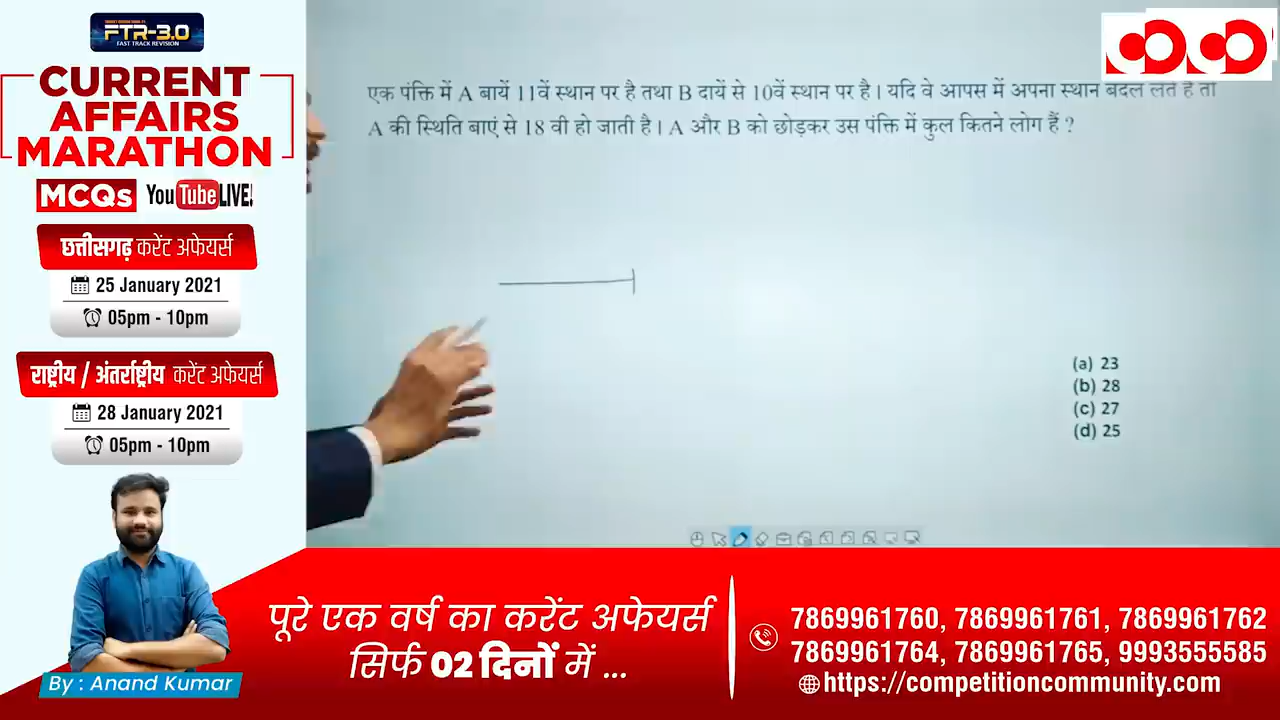 FTR-3.0
FAST TRACK REVISION
CURRENT
AFFAIRS
MARATHON
MCQs YouTube LIVE!
छत्तीसगढ़ करेंट अफेयर्स
25 January 2021
05pm - 10pm
राष्ट्रीय / अंतर्राष्ट्रीय करेंट अफेयर्स
28 January 2021
05pm - 10pm
By : Anand Kumar
एक पंक्ति में A बायें 11वें स्थान पर है तथा B दायें से 10वें स्थान पर है। यदि वे आपस में अपना स्थान बदल लेते हैं तो
A की स्थिति बाएं से 18 वी हो जाती है। A और B को छोड़कर उस पंक्ति में कुल कितने लोग हैं ?
(a) 23
(b) 28
(c) 27
(d) 25
पूरे एक वर्ष का करेंट अफेयर्स
सिर्फ 02 दिनों में ...
7869961760, 7869961761, 7869961762
7869961764, 7869961765, 9993555585
https://competitioncommunity.com